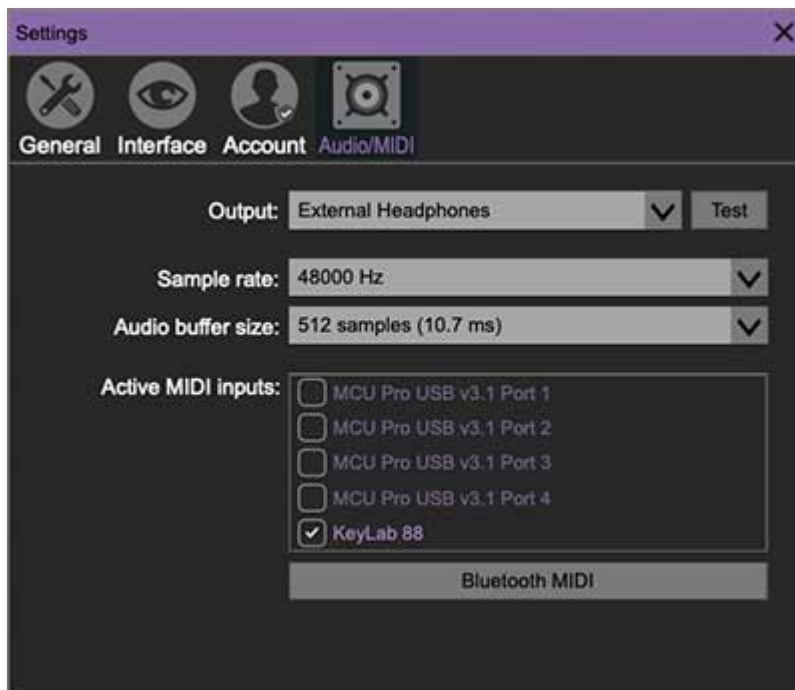 Settings
General Interface Account Audio/MIDI
Output: External Headphones Test
Sample rate: 48000 Hz
Audio buffer size: 512 samples (10.7 ms)
Active MIDI inputs: MCU Pro USB v3.1 Port 1
MCU Pro USB v3.1 Port 2
MCU Pro USB v3.1 Port 3
MCU Pro USB v3.1 Port 4
KeyLab 88
Bluetooth MIDI